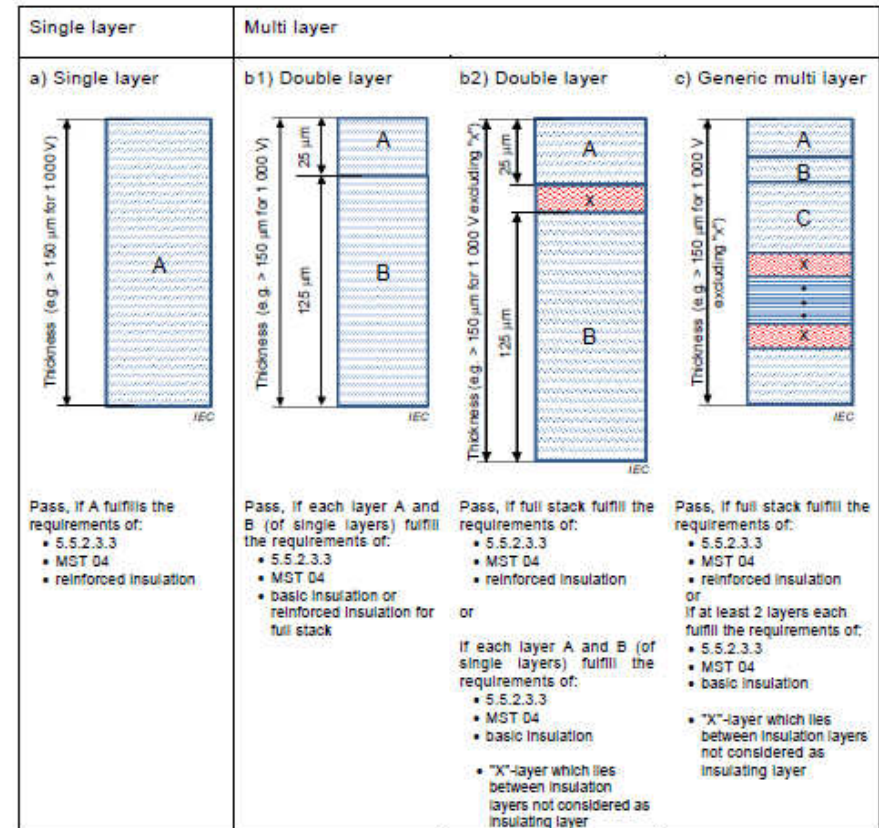 Single layer
Multi layer
a) Single layer
b1) Double layer
b2) Double layer
c) Generic multi layer
Thickness (e.g. > 150 µm for 1 000 V)
A
IEC
Thickness (e.g. > 150 µm for 1 000 V)
25 µm
125 µm
A
B
IEC
Thickness (e.g. > 150 µm for 1 000 V excluding "x")
25 µm
125 µm
A
x
B
IEC
Thickness (e.g. > 150 µm for 1 000 V
excluding "x")
A
B
C
x
x
IEC
Pass, if A fulfills the
requirements of:
• 5.5.2.3.3
• MST 04
• reinforced insulation
Pass, if each layer A and
B (of single layers) fulfill
the requirements of:
• 5.5.2.3.3
• MST 04
• basic insulation or
reinforced insulation for
full stack
Pass, if full stack fulfill the
requirements of:
• 5.5.2.3.3
• MST 04
• reinforced insulation
or
if each layer A and B (of
single layers) fulfill the
requirements of:
• 5.5.2.3.3
• MST 04
• basic insulation
• "X"-layer which lies
between insulation
layers not considered as
insulating layer
Pass, if full stack fulfill the
requirements of:
• 5.5.2.3.3
• MST 04
• reinforced insulation
or
if at least 2 layers each
fulfill the requirements of:
• 5.5.2.3.3
• MST 04
• basic insulation
• "X"-layer which lies
between insulation layers
not considered as
insulating layer